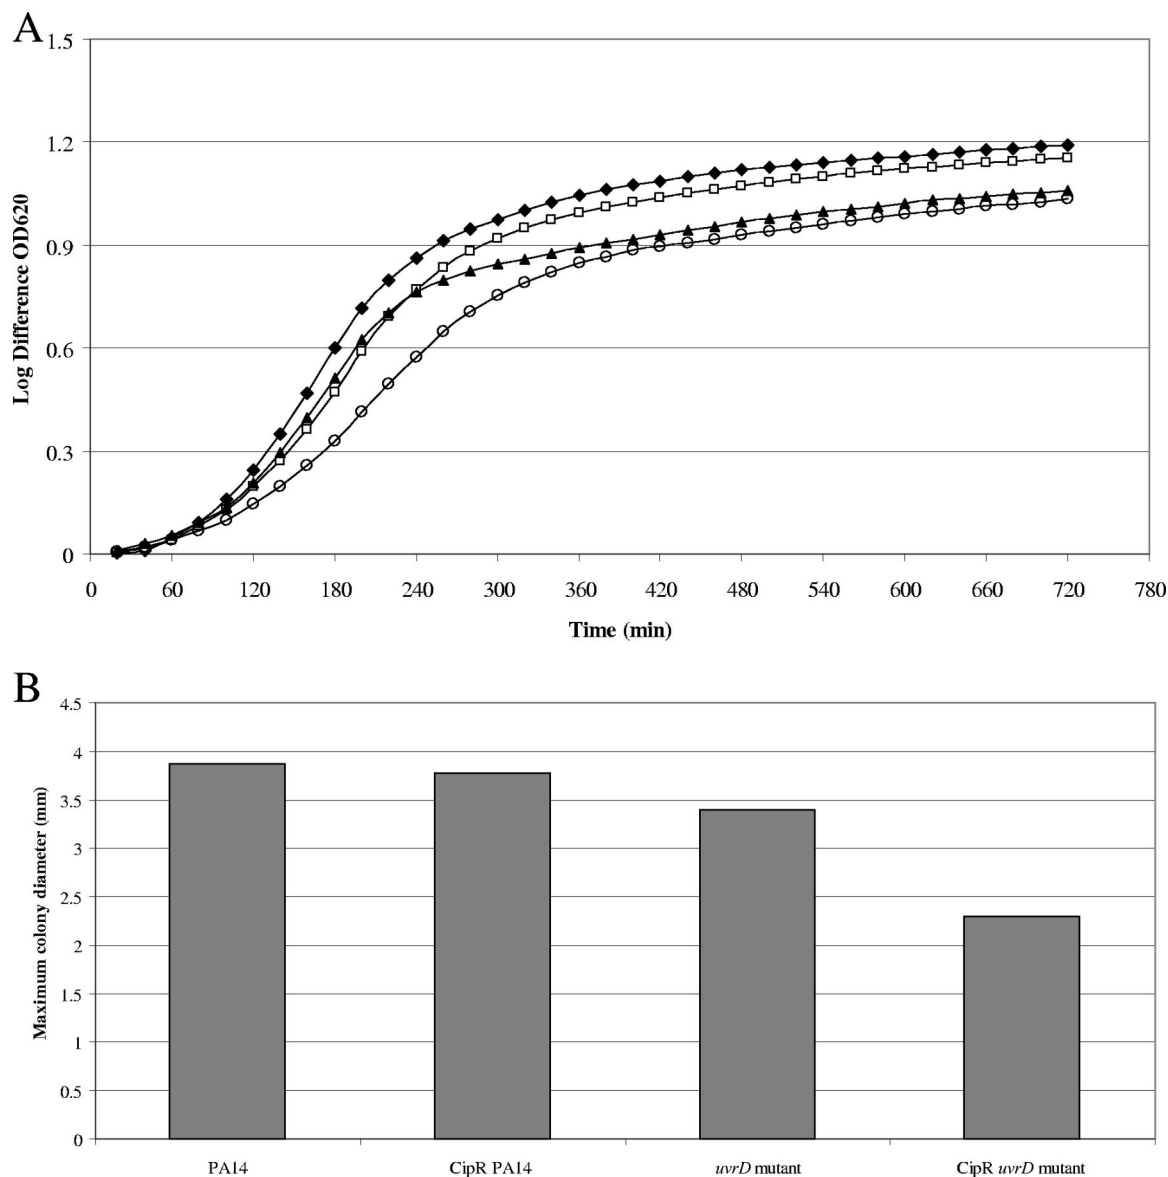 A
1.5
1.2
0.9
0.6
0.3
0
Log Difference OD620
0 60 120 180 240 300 360 420 480 540 600 660 720 780
Time (min)
B
4.5
4
3.5
3
2.5
2
1.5
1
0.5
0
Maximum colony diameter (mm)
PA14 CipR PA14 uvrD mutant CipR uvrD mutant